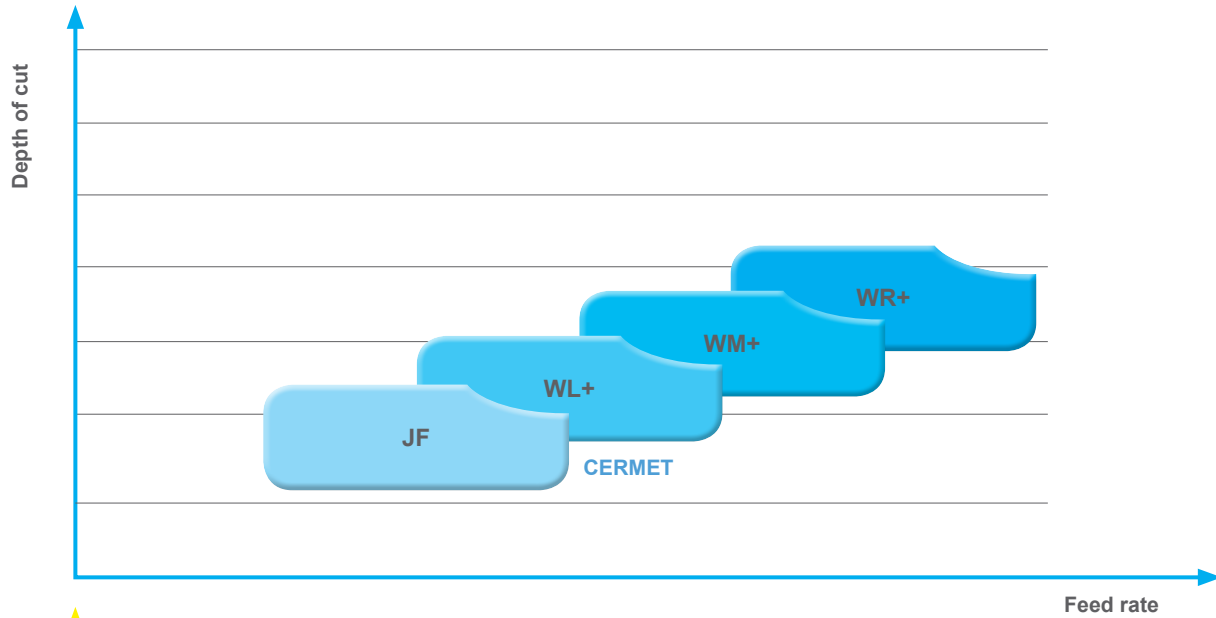 Depth of cut
WR+
WM+
WL+
JF
CERMET
Feed rate